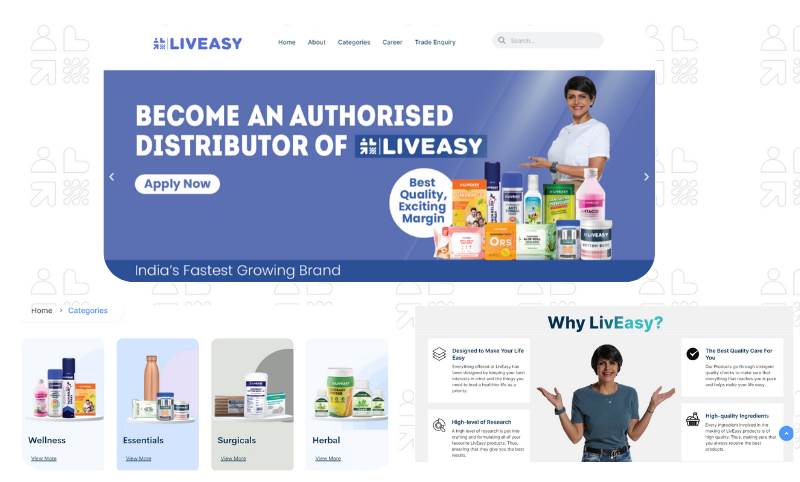 LIVEASY
Home
About
Categories
Career
Trade Enquiry
Search...
BECOME AN AUTHORISED
DISTRIBUTOR OF LIVEASY
Apply Now
Best
Quality,
Exciting
Margin
LIVEASY
ORS
LIVEASY
India's Fastest Growing Brand
Home > Categories
Wellness
View More
Essentials
View More
Surgicals
View More
Herbal
View More
Why LivEasy?
Designed to Make Your Life
Easy
Everything offered at LivEasy has
been designed by keeping your best
interests in mind and the things you
need to lead a healthier life as a
priority.
High-level of Research
A high level of research is put into
crafting and formulating all of your
favourite LivEasy products. Thus,
ensuring that they give you the best
results.
The Best Quality Care For
You
Our Products go through stringent
quality checks to make sure that
everything that reaches you is pure
and helps make your life easy.
High-quality Ingredients
Every ingredient involved in the
making of LivEasy products is of
high quality. Thus, making sure that
you always receive the best
products.